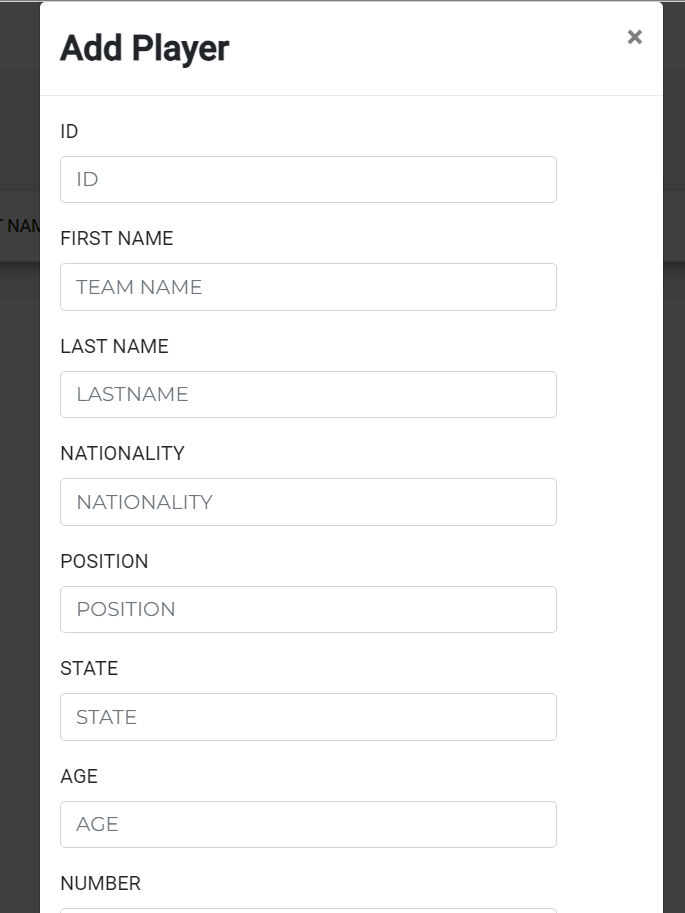 Add Player
×
ID
ID
FIRST NAME
TEAM NAME
LAST NAME
LASTNAME
NATIONALITY
NATIONALITY
POSITION
POSITION
STATE
STATE
AGE
AGE
NUMBER